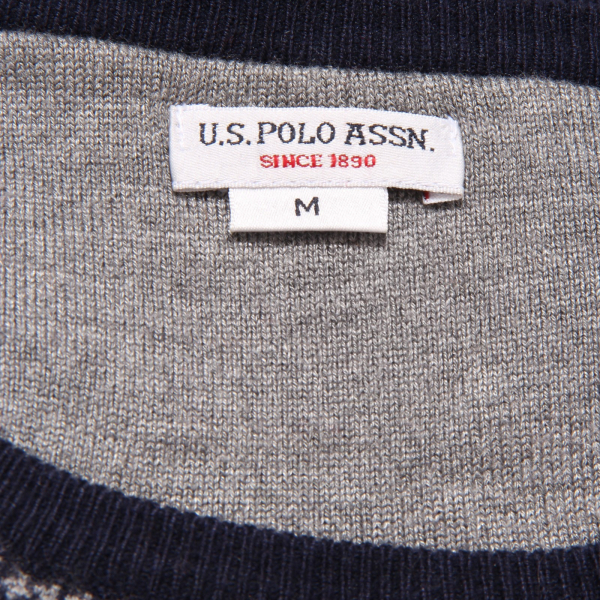 U.S. POLO ASSN.
SINCE 1890
M